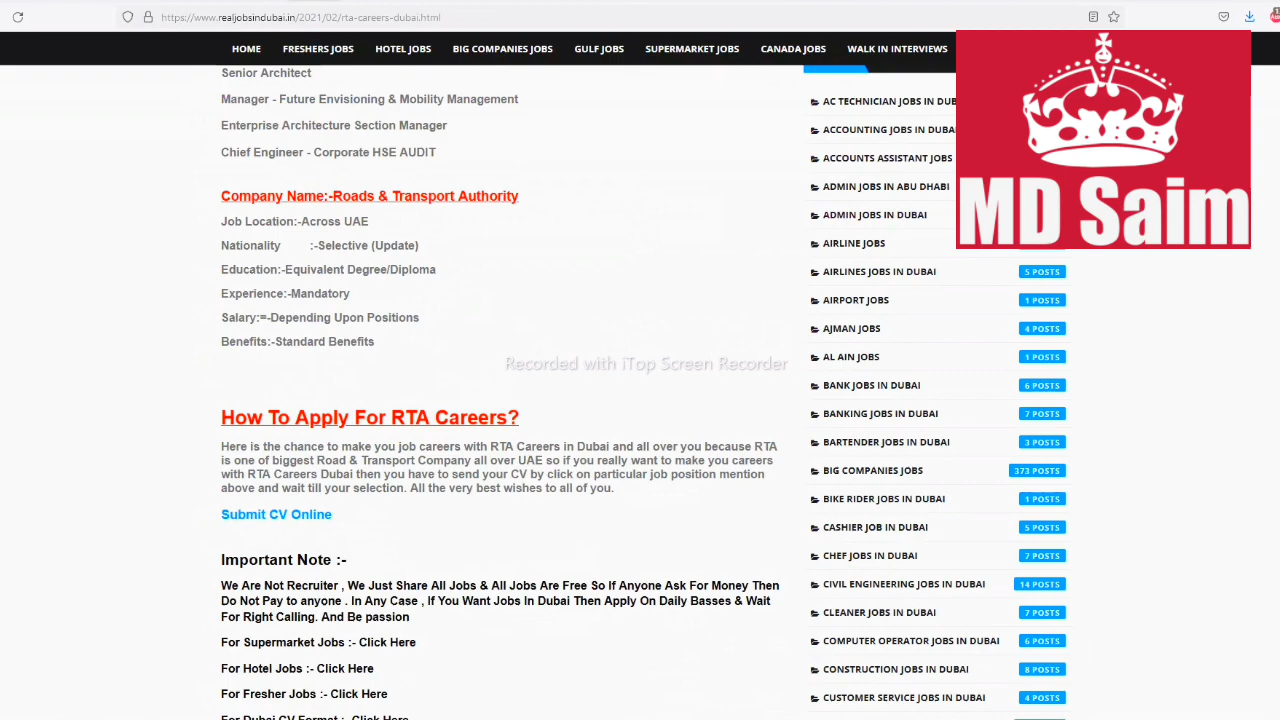 https://www.realjobsindubai.in/2021/02/rta-careers-dubai.html
HOME FRESHERS JOBS HOTEL JOBS BIG COMPANIES JOBS GULF JOBS SUPERMARKET JOBS CANADA JOBS WALK IN INTERVIEWS
Senior Architect
Manager - Future Envisioning & Mobility Management
Enterprise Architecture Section Manager
Chief Engineer - Corporate HSE AUDIT
Company Name:-Roads & Transport Authority
Job Location:-Across UAE
Nationality :-Selective (Update)
Education:-Equivalent Degree/Diploma
Experience:-Mandatory
Salary:=-Depending Upon Positions
Benefits:-Standard Benefits
Recorded with iTop Screen Recorder
How To Apply For RTA Careers?
Here is the chance to make you job careers with RTA Careers in Dubai and all over you because RTA
is one of biggest Road & Transport Company all over UAE so if you really want to make you careers
with RTA Careers Dubai then you have to send your CV by click on particular job position mention
above and wait till your selection. All the very best wishes to all of you.
Submit CV Online
Important Note :-
We Are Not Recruiter , We Just Share All Jobs & All Jobs Are Free So If Anyone Ask For Money Then
Do Not Pay to anyone . In Any Case , If You Want Jobs In Dubai Then Apply On Daily Basses & Wait
For Right Calling. And Be passion
For Supermarket Jobs :- Click Here
For Hotel Jobs :- Click Here
For Fresher Jobs :- Click Here
For Dubai CV Format :- Click Here
AC TECHNICIAN JOBS IN DUB
ACCOUNTING JOBS IN DUBAI
ACCOUNTS ASSISTANT JOBS
ADMIN JOBS IN ABU DHABI
ADMIN JOBS IN DUBAI
AIRLINE JOBS
AIRLINES JOBS IN DUBAI 5 POSTS
AIRPORT JOBS 1 POSTS
AJMAN JOBS 4 POSTS
AL AIN JOBS 1 POSTS
BANK JOBS IN DUBAI 6 POSTS
BANKING JOBS IN DUBAI 7 POSTS
BARTENDER JOBS IN DUBAI 3 POSTS
BIG COMPANIES JOBS 373 POSTS
BIKE RIDER JOBS IN DUBAI 1 POSTS
CASHIER JOB IN DUBAI 5 POSTS
CHEF JOBS IN DUBAI 7 POSTS
CIVIL ENGINEERING JOBS IN DUBAI 14 POSTS
CLEANER JOBS IN DUBAI 7 POSTS
COMPUTER OPERATOR JOBS IN DUBAI 6 POSTS
CONSTRUCTION JOBS IN DUBAI 8 POSTS
CUSTOMER SERVICE JOBS IN DUBAI 4 POSTS
MD Saim